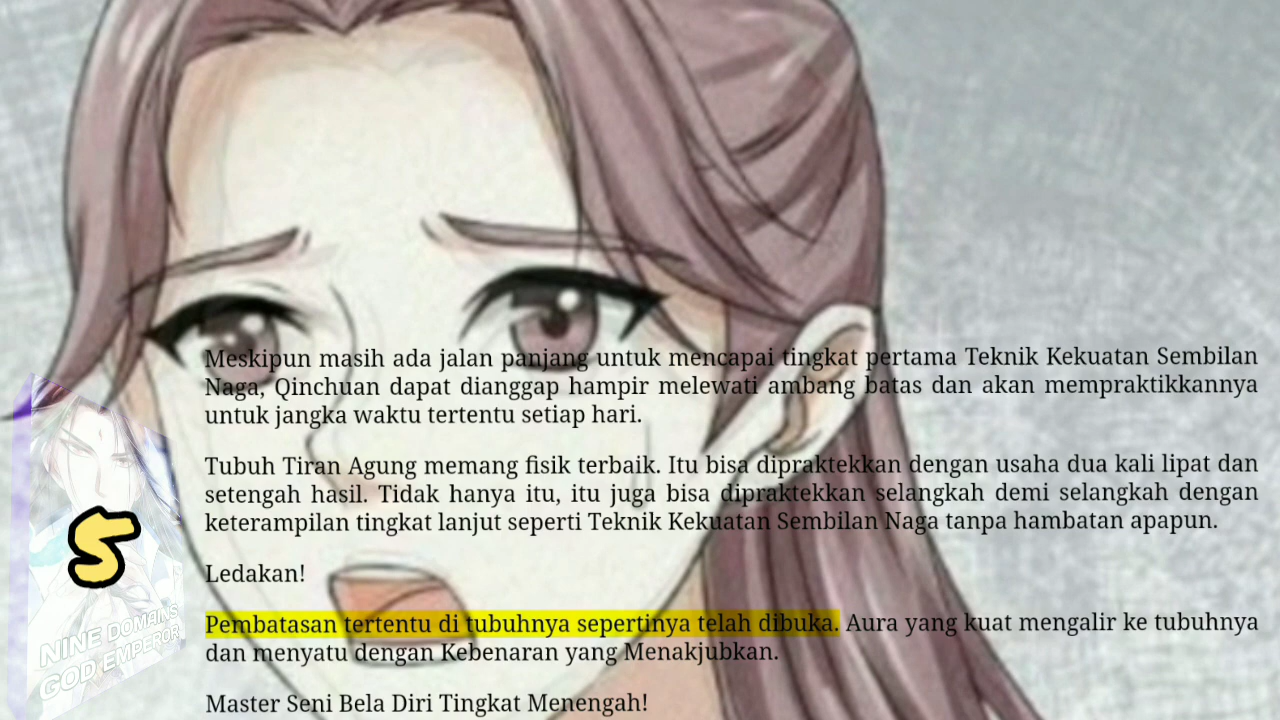 Meskipun masih ada jalan panjang untuk mencapai tingkat pertama Teknik Kekuatan Sembilan
Naga, Qinchuan dapat dianggap hampir melewati ambang batas dan akan mempraktikkannya
untuk jangka waktu tertentu setiap hari.
Tubuh Tiran Agung memang fisik terbaik. Itu bisa dipraktekkan dengan usaha dua kali lipat dan
setengah hasil. Tidak hanya itu, itu juga bisa dipraktekkan selangkah demi selangkah dengan
keterampilan tingkat lanjut seperti Teknik Kekuatan Sembilan Naga tanpa hambatan apapun.
Ledakan!
Pembatasan tertentu di tubuhnya sepertinya telah dibuka. Aura yang kuat mengalir ke tubuhnya
dan menyatu dengan Kebenaran yang Menakjubkan.
Master Seni Bela Diri Tingkat Menengah!
5
NINE DOMAINS
GOD EMPEROR